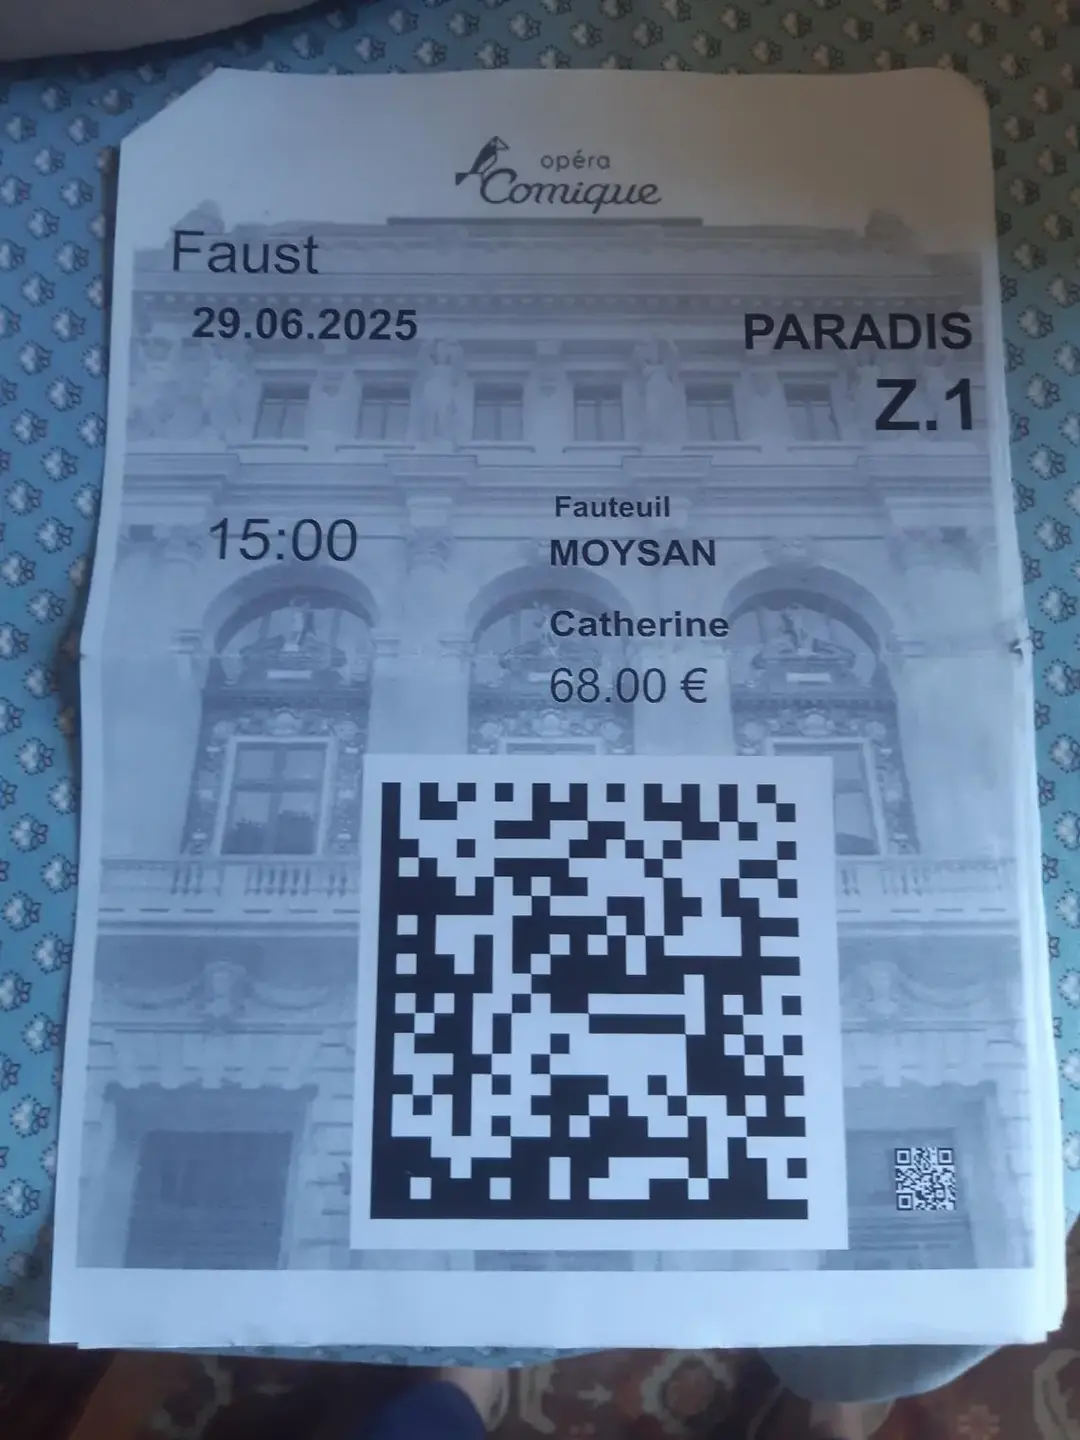 opéra
Comique
Faust
29.06.2025
PARADIS
Z.1
15:00
Fauteuil
MOYSAN
Catherine
68.00 €